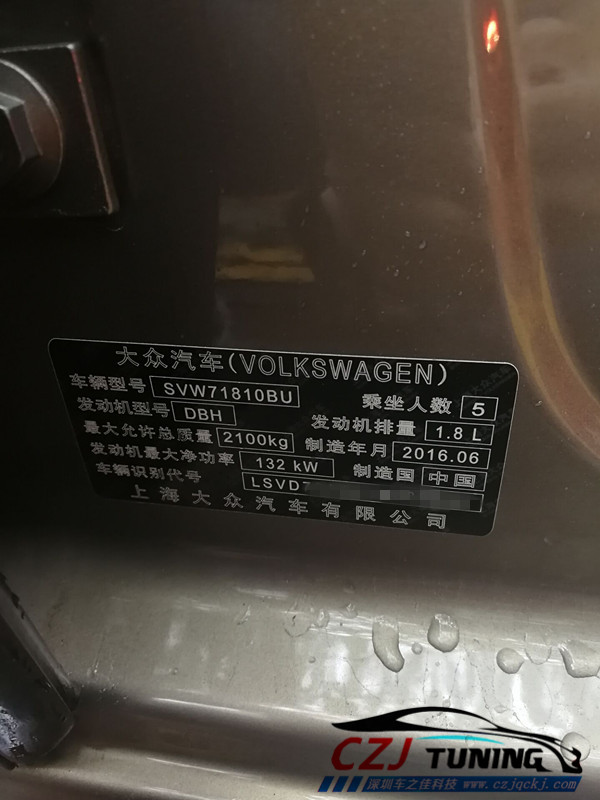 大众汽车(VOLKSWAGEN)
车辆型号 SVW71810BU 乘坐人数 5
发动机型号 DBH 发动机排量 1.8 L
最大允许总质量 2100kg 制造年月 2016.06
发动机最大净功率 132 kW 制造国 中国
车辆识别代号 LSVD
上海大众汽车有限公司
CZJ TUNING
深圳车之佳科技 www.czjqckj.com